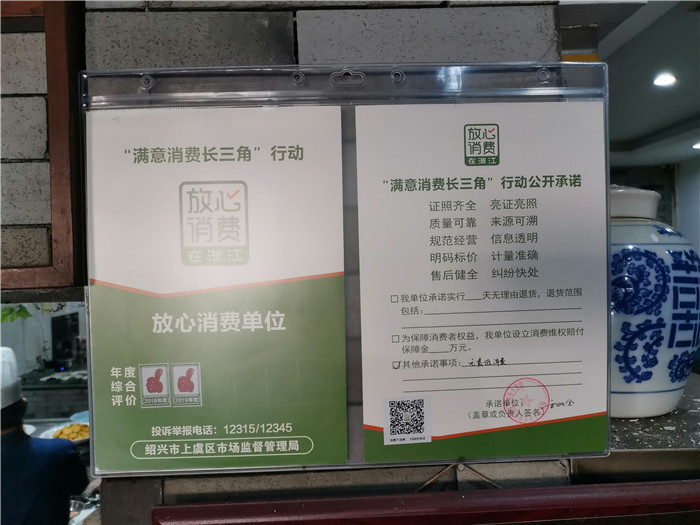 “满意消费长三角”行动
放心
消费
在浙江
放心消费单位
年度
综合
评价
2018年度
2019年度
投诉举报电话：12315/12345
绍兴市上虞区市场监督管理局
放心
消费
在浙江
“满意消费长三角”行动公开承诺
证照齐全 亮证亮照
质量可靠 来源可溯
规范经营 信息透明
明码标价 计量准确
售后健全 纠纷快处
我单位承诺实行___天无理由退货，退货范围
包括：
为保障消费者权益，我单位设立消费维权赔付
保障金___万元。
其他承诺事项：无最低消费
承诺单位：
（盖章或负责人签名）